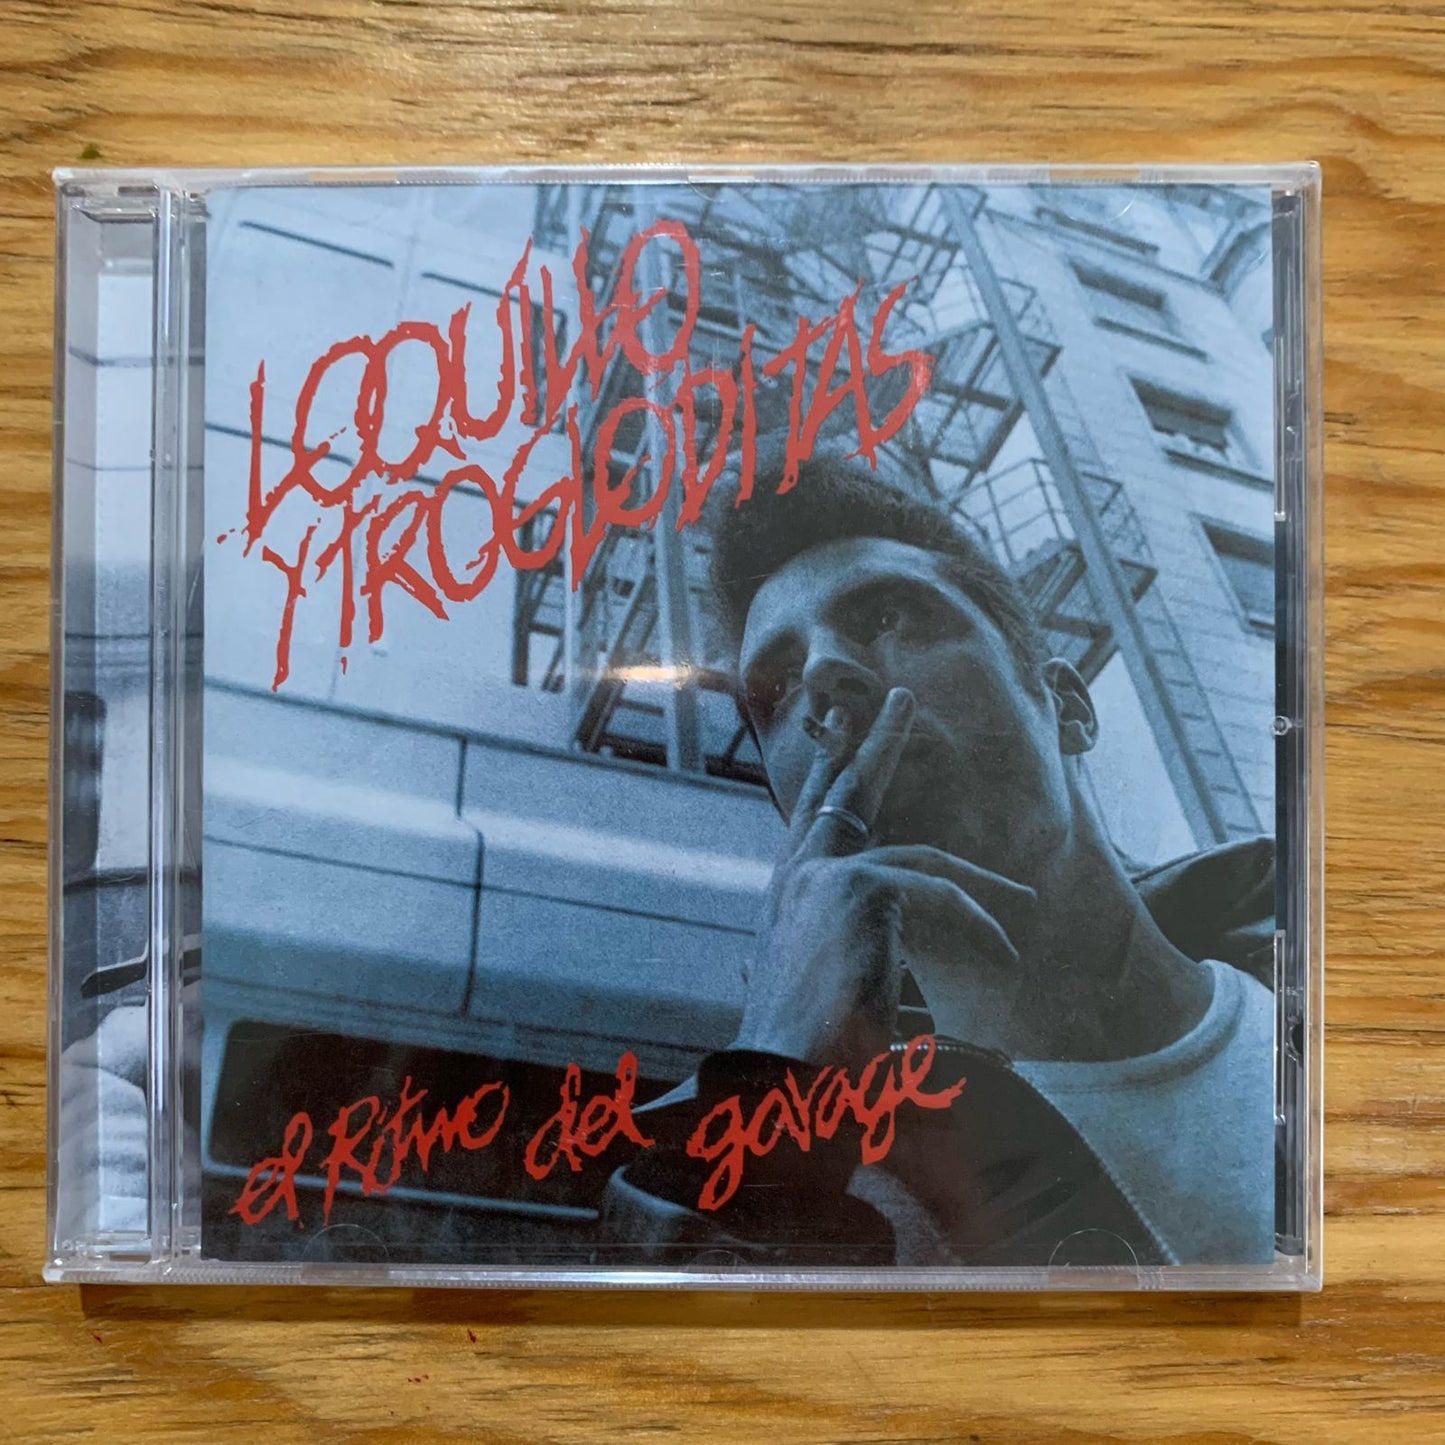 LOQUILLO
Y TROGLODITAS
el Ritmo del garage